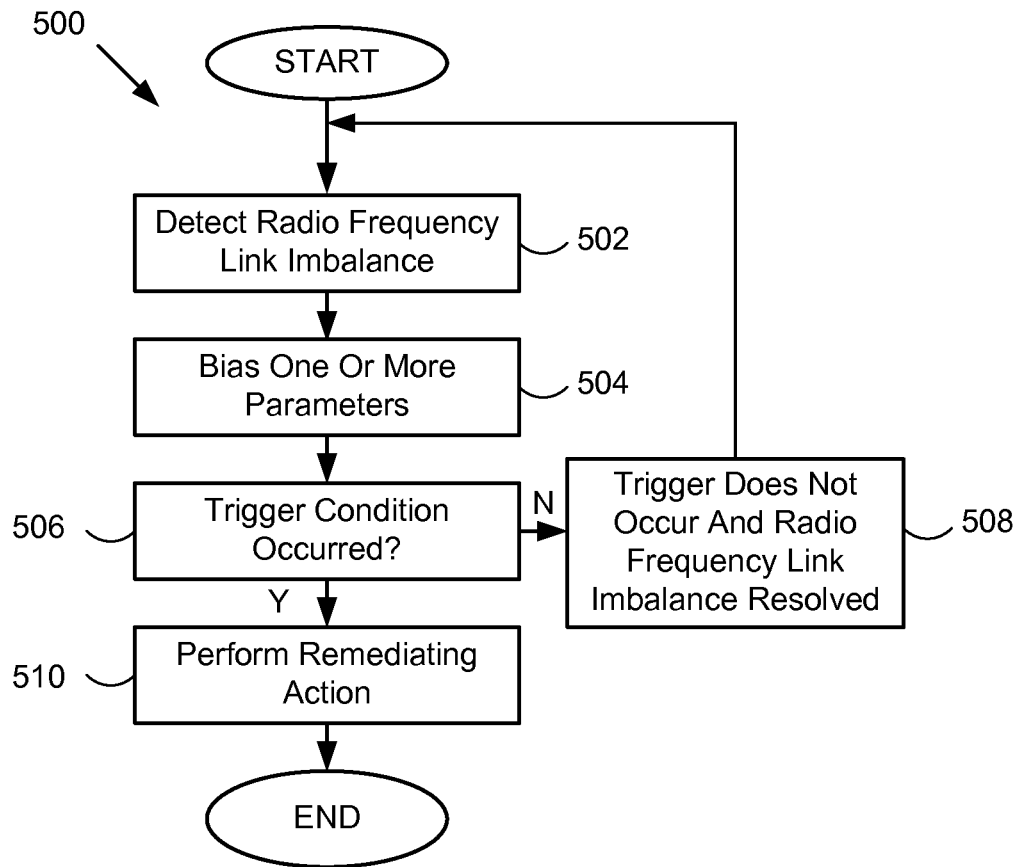 500
START
Detect Radio Frequency
Link Imbalance
502
Bias One Or More
Parameters
504
506
Trigger Condition
Occurred?
N
Trigger Does Not
Occur And Radio
Frequency Link
Imbalance Resolved
508
Y
510
Perform Remediating
Action
END